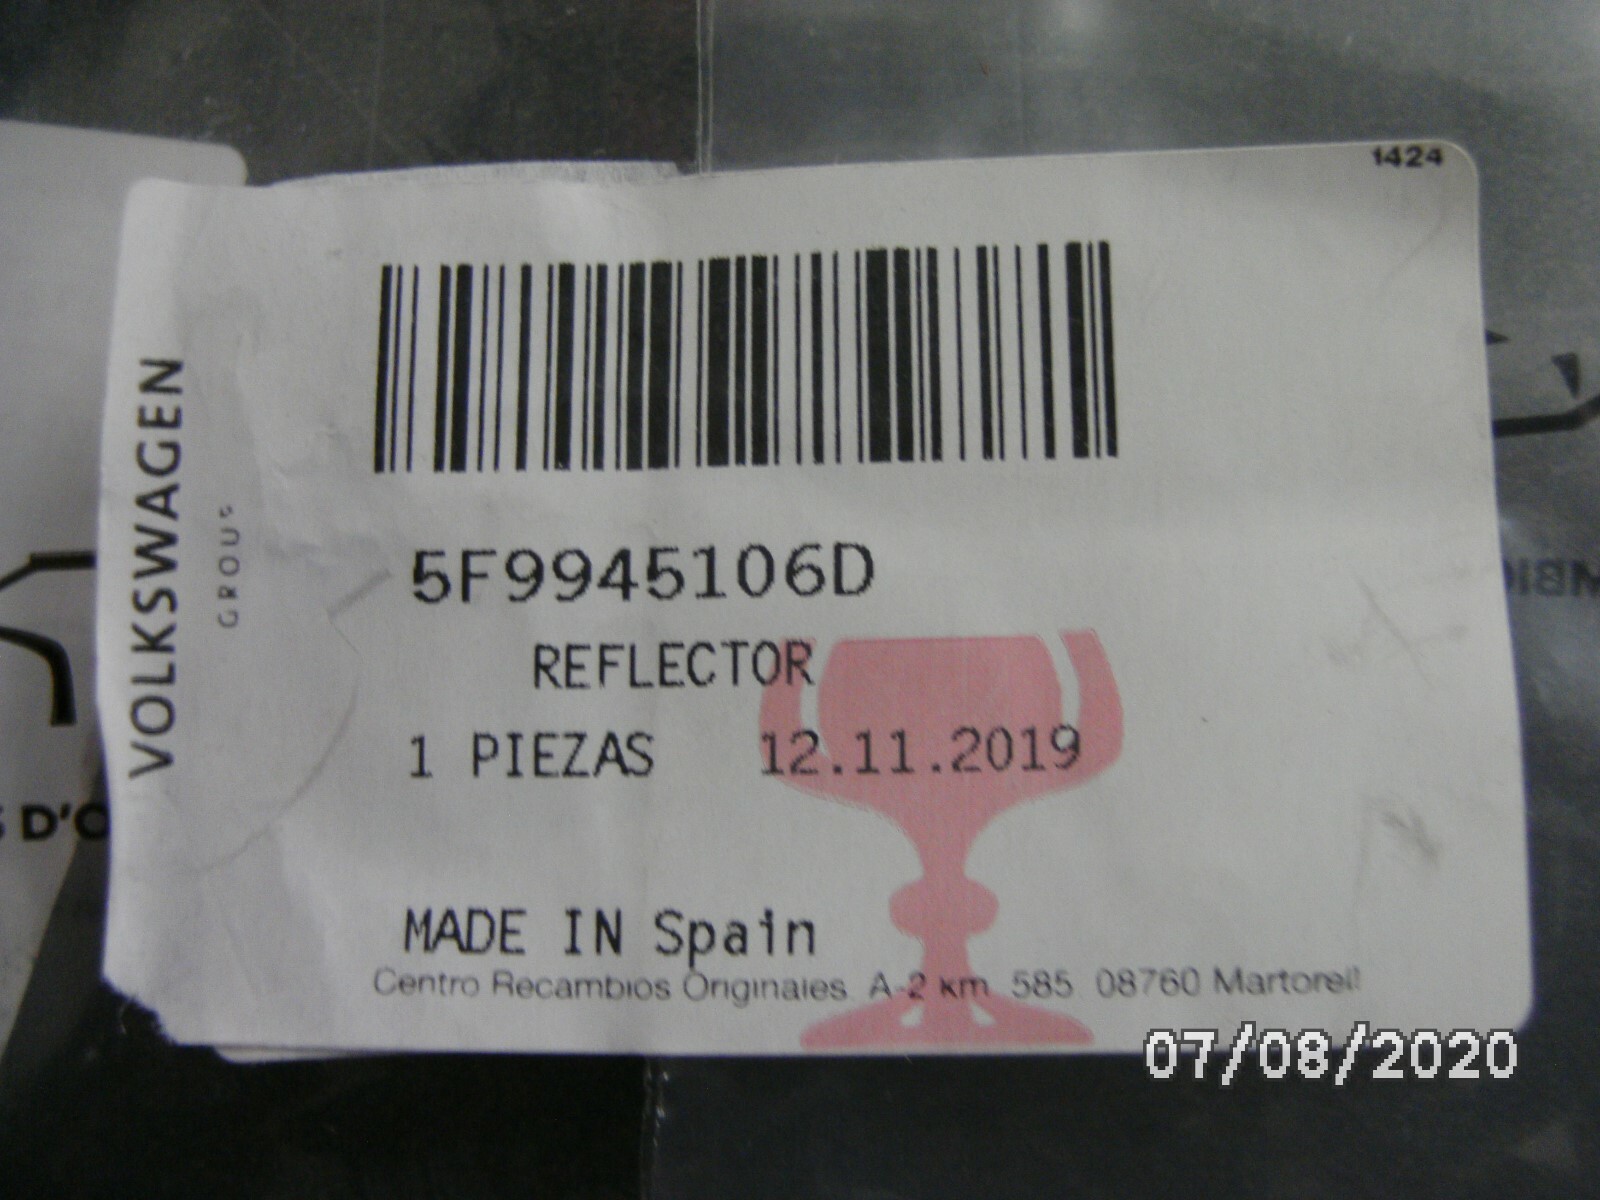 1424
VOLKSWAGEN
GROUP
5F9945106D
REFLECTOR
1 PIEZAS 12.11.2019
MADE IN Spain
Centro Recambios Originales A-2 km 585 08760 Martorell
S D'O
07/08/2020